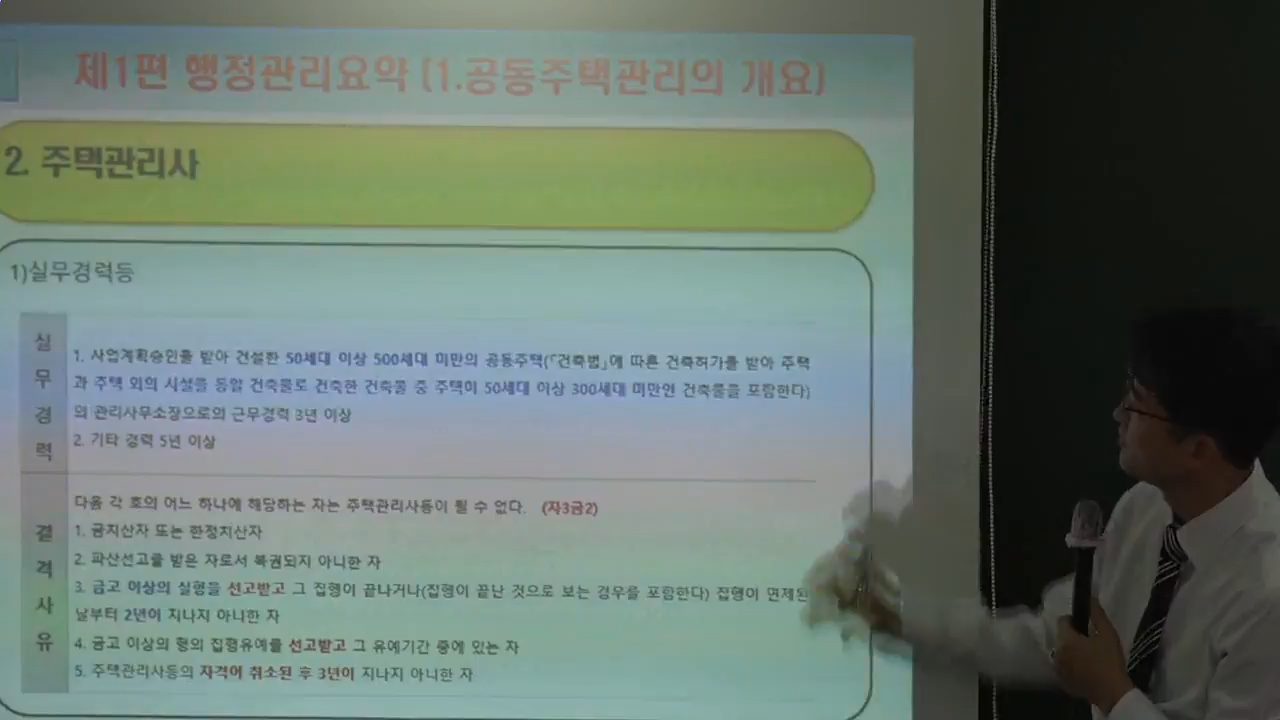 제1편 행정관리요약 (1.공동주택관리의 개요)
2. 주택관리사
1)실무경력등
실무경력
1. 사업계획승인을 받아 건설한 50세대 이상 500세대 미만의 공동주택(「건축법」에 따른 건축허가를 받아 주택
과 주택 외의 시설을 동일 건축물로 건축한 건축물 중 주택이 50세대 이상 300세대 미만인 건축물을 포함한다)
의 관리사무소장으로의 근무경력 3년 이상
2. 기타 경력 5년 이상
결격사유
다음 각 호의 어느 하나에 해당하는 자는 주택관리사등이 될 수 없다. (자3금2)
1. 금치산자 또는 한정치산자
2. 파산선고를 받은 자로서 복권되지 아니한 자
3. 금고 이상의 실형을 선고받고 그 집행이 끝나거나(집행이 끝난 것으로 보는 경우를 포함한다) 집행이 면제된
날부터 2년이 지나지 아니한 자
4. 금고 이상의 형의 집행유예를 선고받고 그 유예기간 중에 있는 자
5. 주택관리사등의 자격이 취소된 후 3년이 지나지 아니한 자